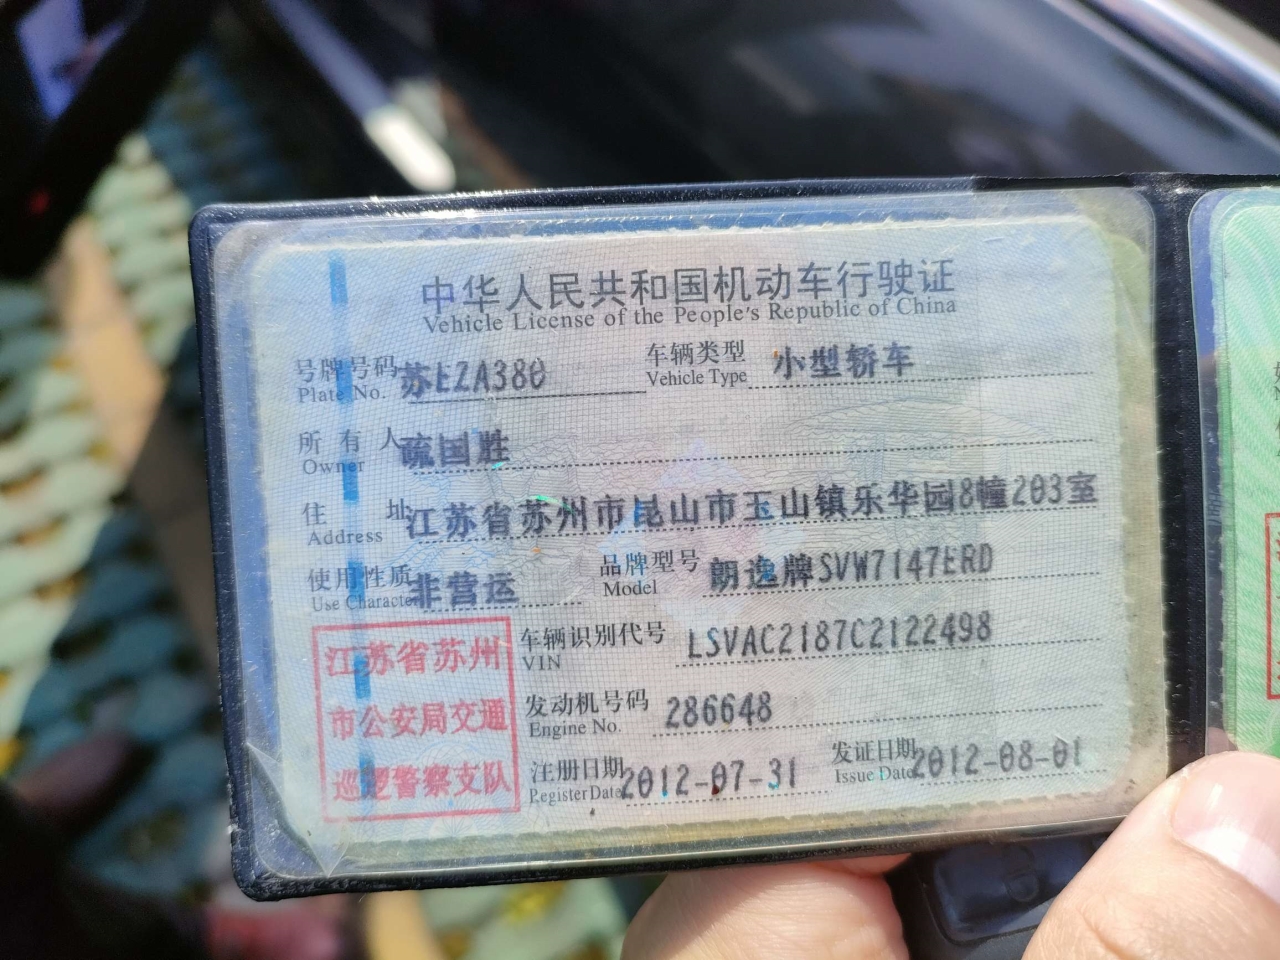 中华人民共和国机动车行驶证
Vehicle License of the People's Republic of China
号牌号码 苏EZA380 车辆类型 小型轿车
Plate No. Vehicle Type
所有人 疏国胜
Owner
住址 江苏省苏州市昆山市玉山镇乐华园8幢203室
Address
使用性质 非营运 品牌型号 朗逸牌SVW7147ERD
Use Character Model
江苏省苏州
市公安局交通
巡逻警察支队
车辆识别代号 LSVAC2187C2122498
VIN
发动机号码 286648
Engine No.
注册日期 2012-07-31 发证日期 2012-08-01
Register Date Issue Date